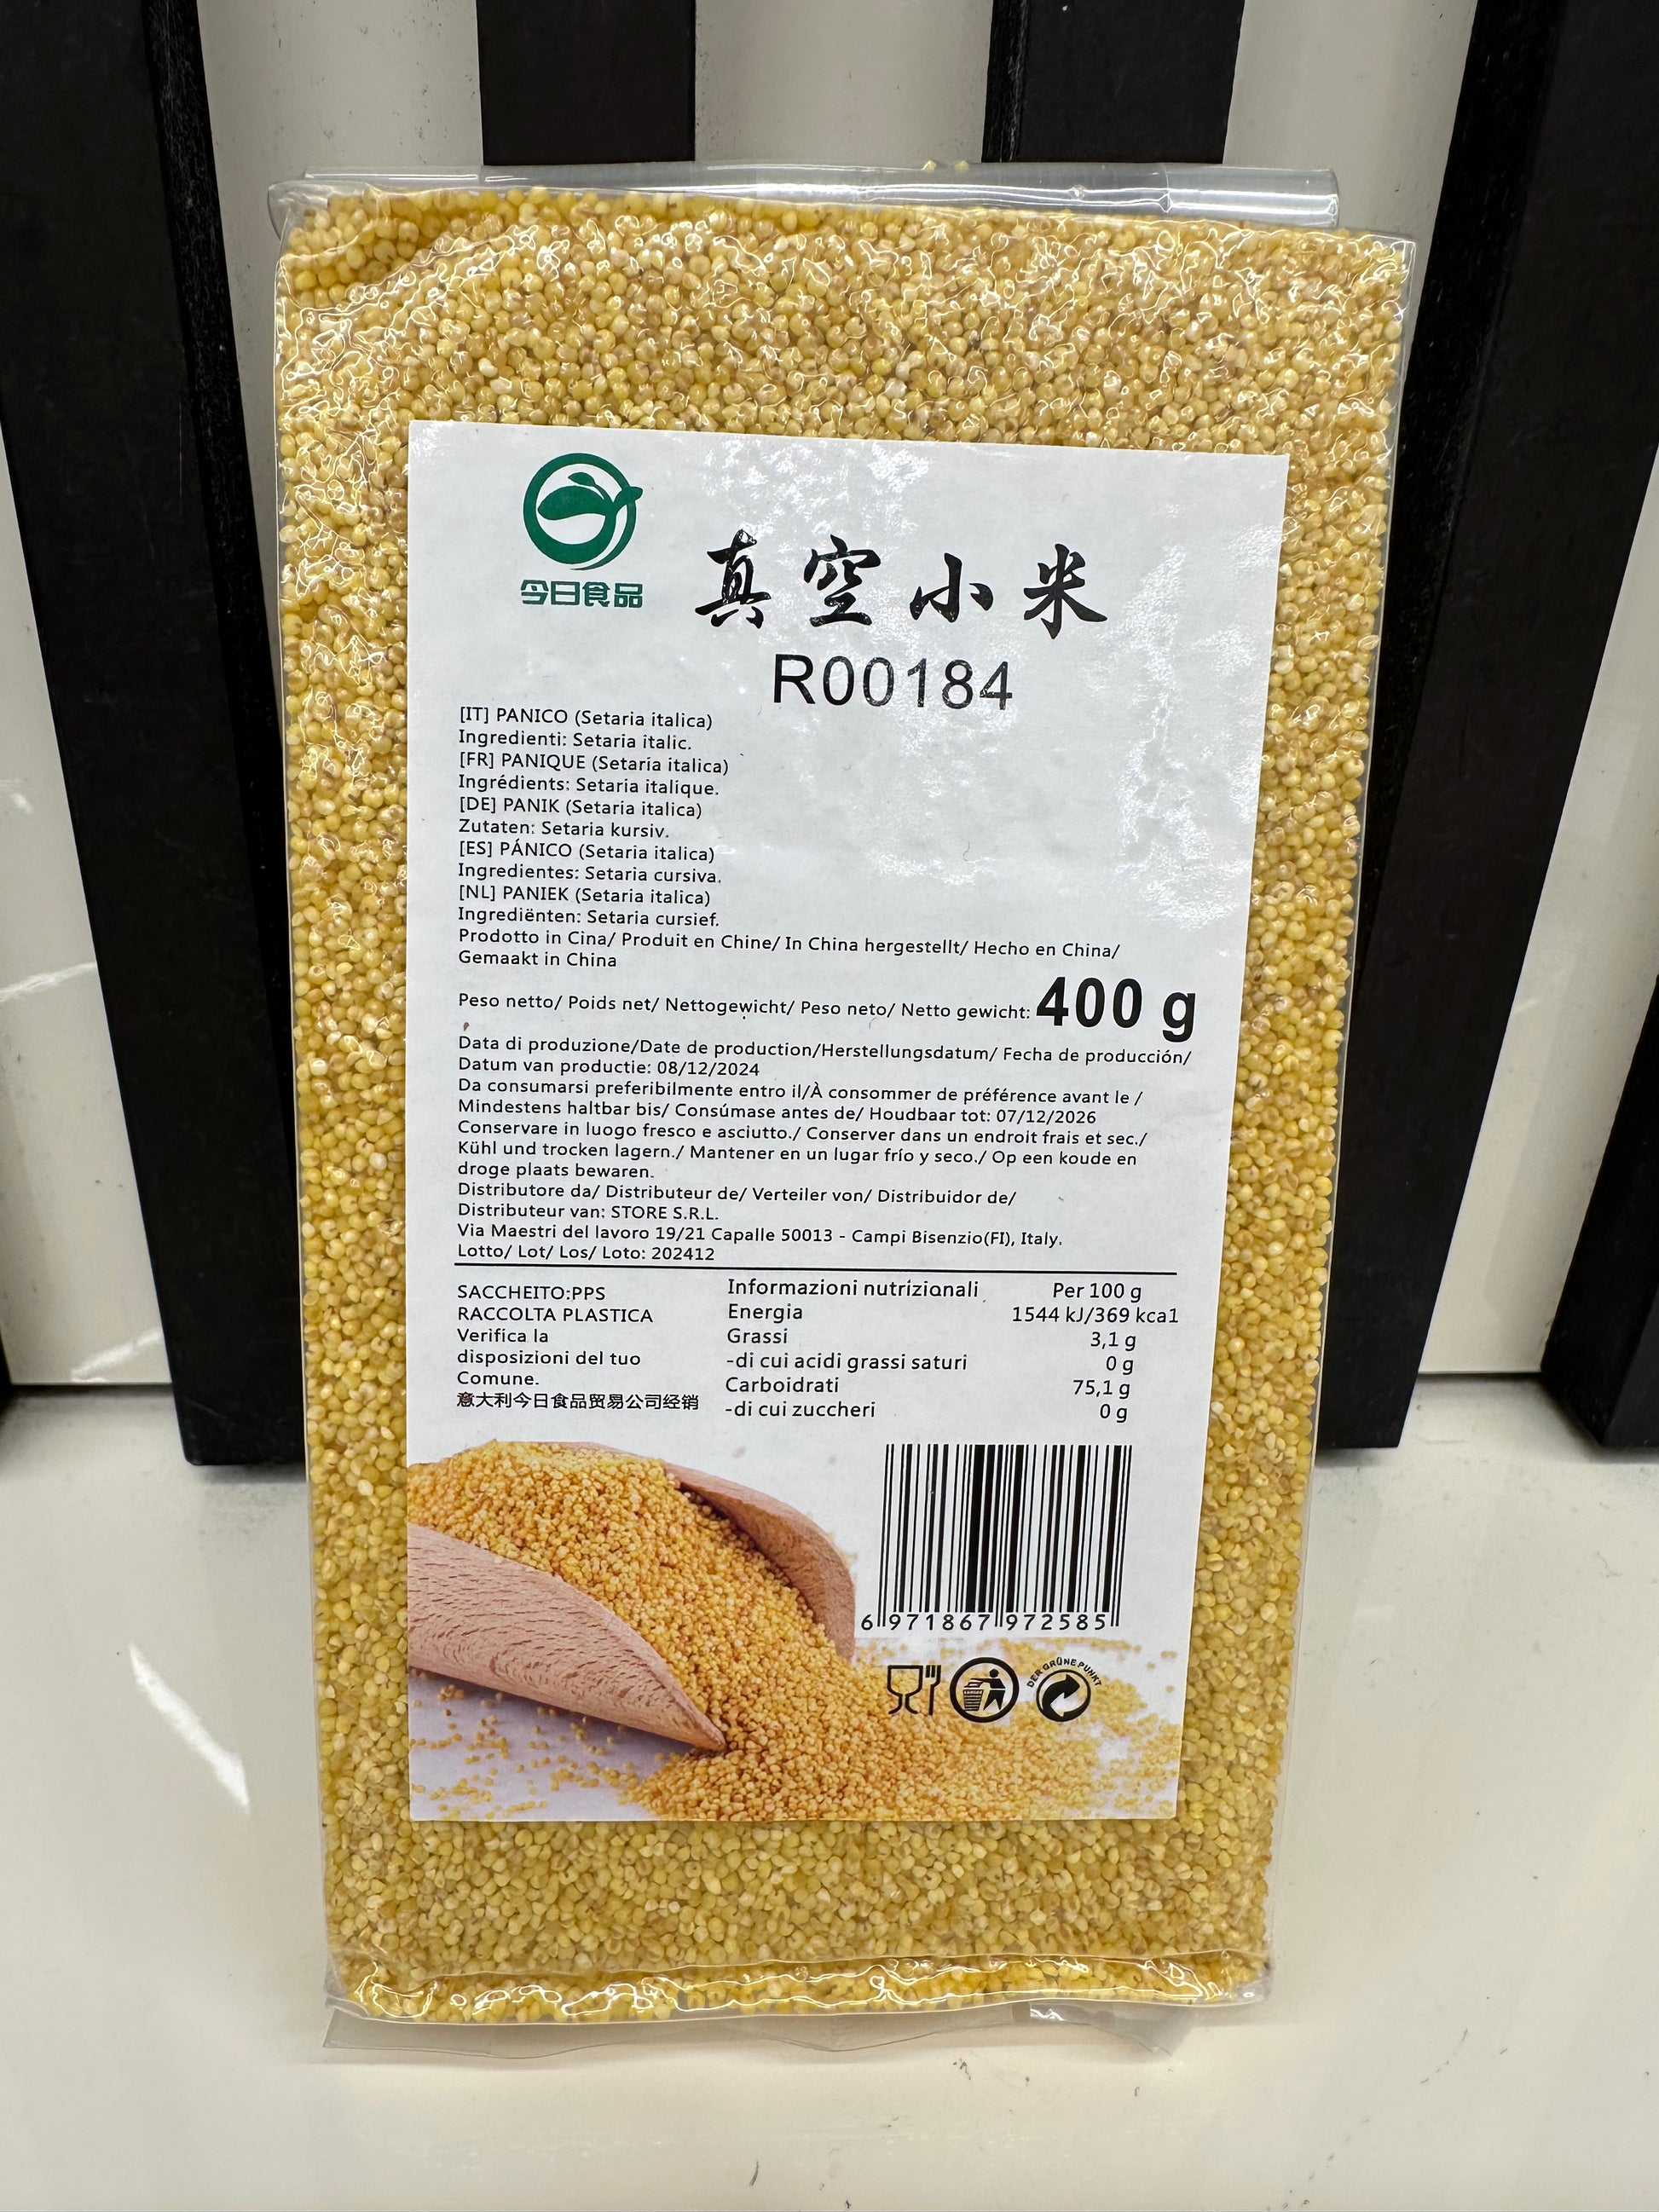 今日食品
真空小米
R00184
[IT] PANICO (Setaria italica)
Ingredienti: Setaria italic.
[FR] PANIQUE (Setaria italica)
Ingrédients: Setaria italique.
[DE] PANIK (Setaria italica)
Zutaten: Setaria kursiv.
[ES] PÁNICO (Setaria italica)
Ingredientes: Setaria cursiva.
[NL] PANIEK (Setaria italica)
Ingrediënten: Setaria cursief.
Prodotto in Cina/ Produit en Chine/ In China hergestellt/ Hecho en China/
Gemaakt in China
Peso netto/ Poids net/ Nettogewicht/ Peso neto/ Netto gewicht: 400 g
Data di produzione/Date de production/Herstellungsdatum/ Fecha de producción/
Datum van productie: 08/12/2024
Da consumarsi preferibilmente entro il/À consommer de préférence avant le /
Mindestens haltbar bis/ Consúmase antes de/ Houdbaar tot: 07/12/2026
Conservare in luogo fresco e asciutto./ Conserver dans un endroit frais et sec./
Kühl und trocken lagern./ Mantener en un lugar frío y seco./ Op een koude en
droge plaats bewaren.
Distributore da/ Distributeur de/ Verteiler von/ Distribuidor de/
Distributeur van: STORE S.R.L.
Via Maestri del lavoro 19/21 Capalle 50013 - Campi Bisenzio(FI), Italy.
Lotto/ Lot/ Los/ Loto: 202412
SACCHEITO:PPS
RACCOLTA PLASTICA
Verifica la
disposizioni del tuo
Comune.
意大利今日食品贸易公司经销
Informazioni nutrizionali Per 100 g
Energia 1544 kJ/369 kca1
Grassi 3,1 g
-di cui acidi grassi saturi 0 g
Carboidrati 75,1 g
-di cui zuccheri 0 g
6 971867 972585
DER GRÜNE PUNKT